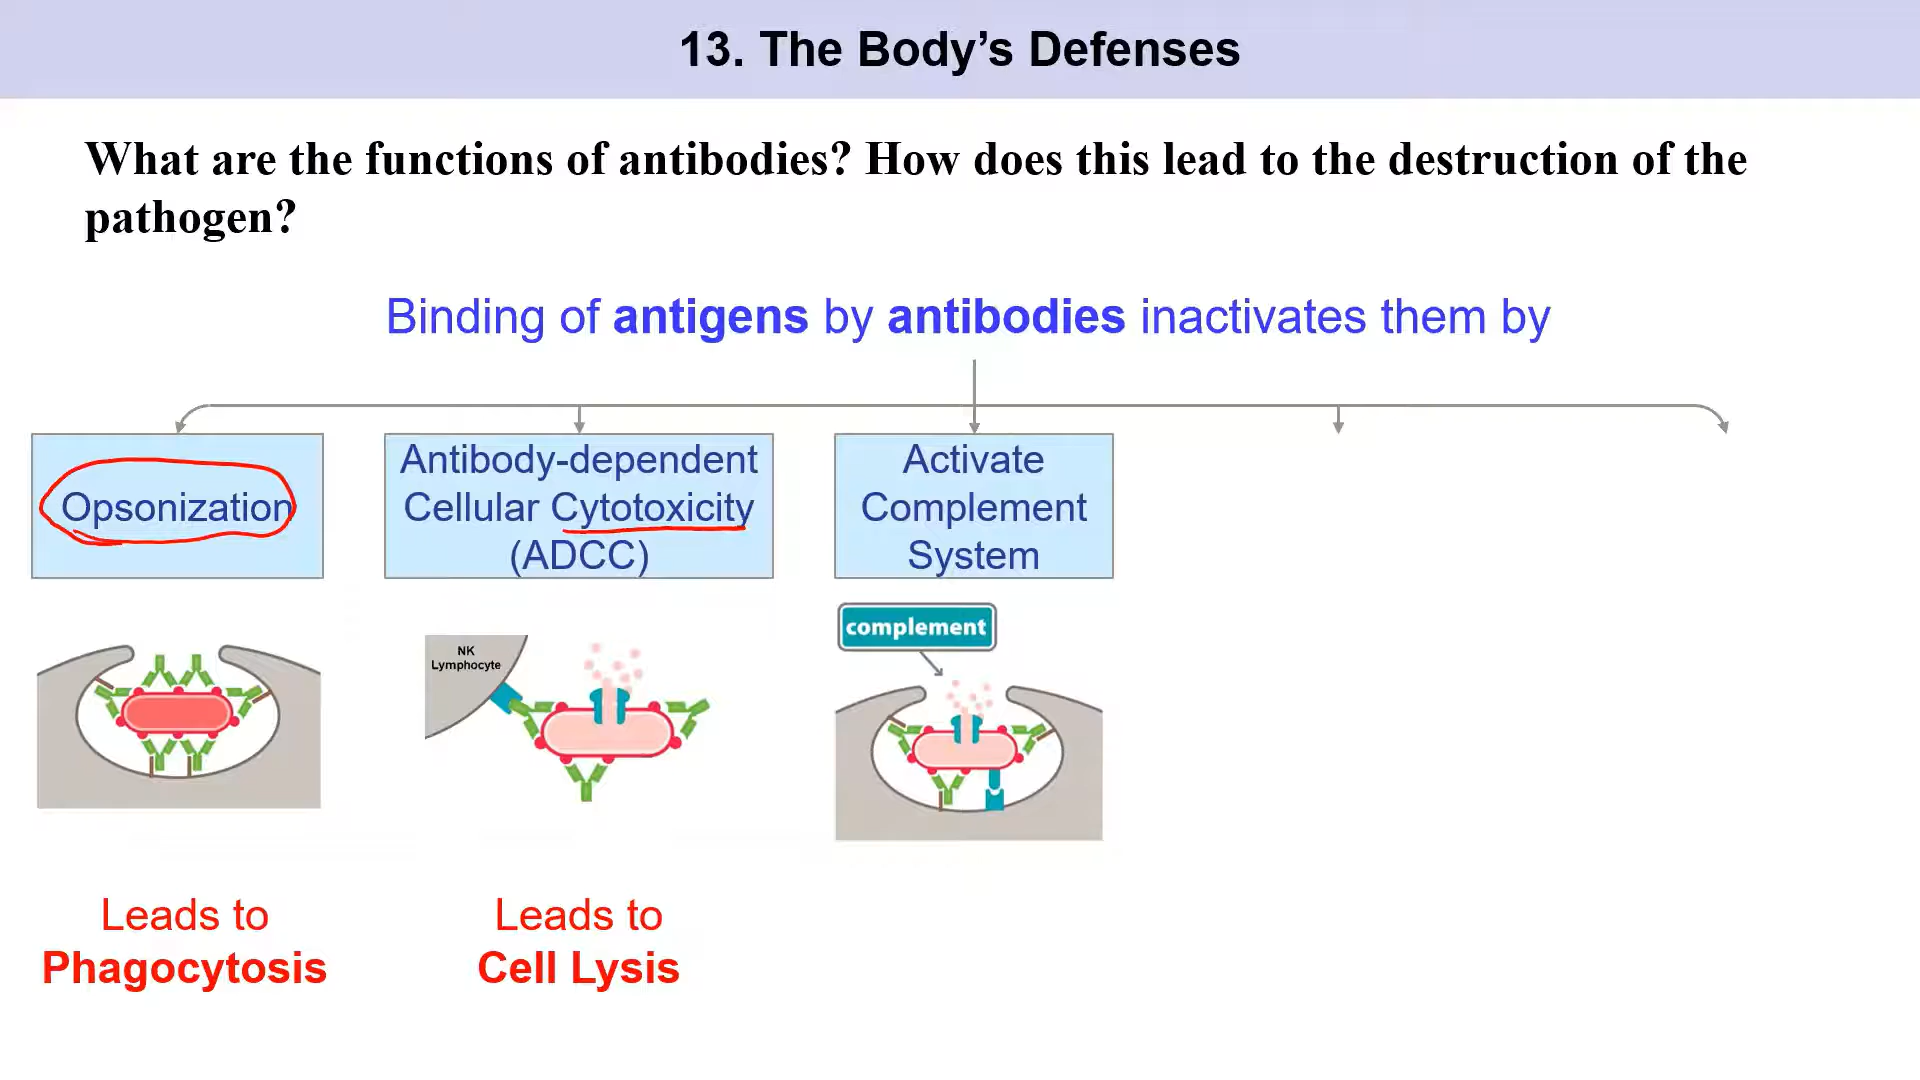 13. The Body’s Defenses
What are the functions of antibodies? How does this lead to the destruction of the
pathogen?
Binding of antigens by antibodies inactivates them by
Opsonization
Antibody-dependent
Cellular Cytotoxicity
(ADCC)
Activate
Complement
System
NK
Lymphocyte
complement
Leads to
Phagocytosis
Leads to
Cell Lysis